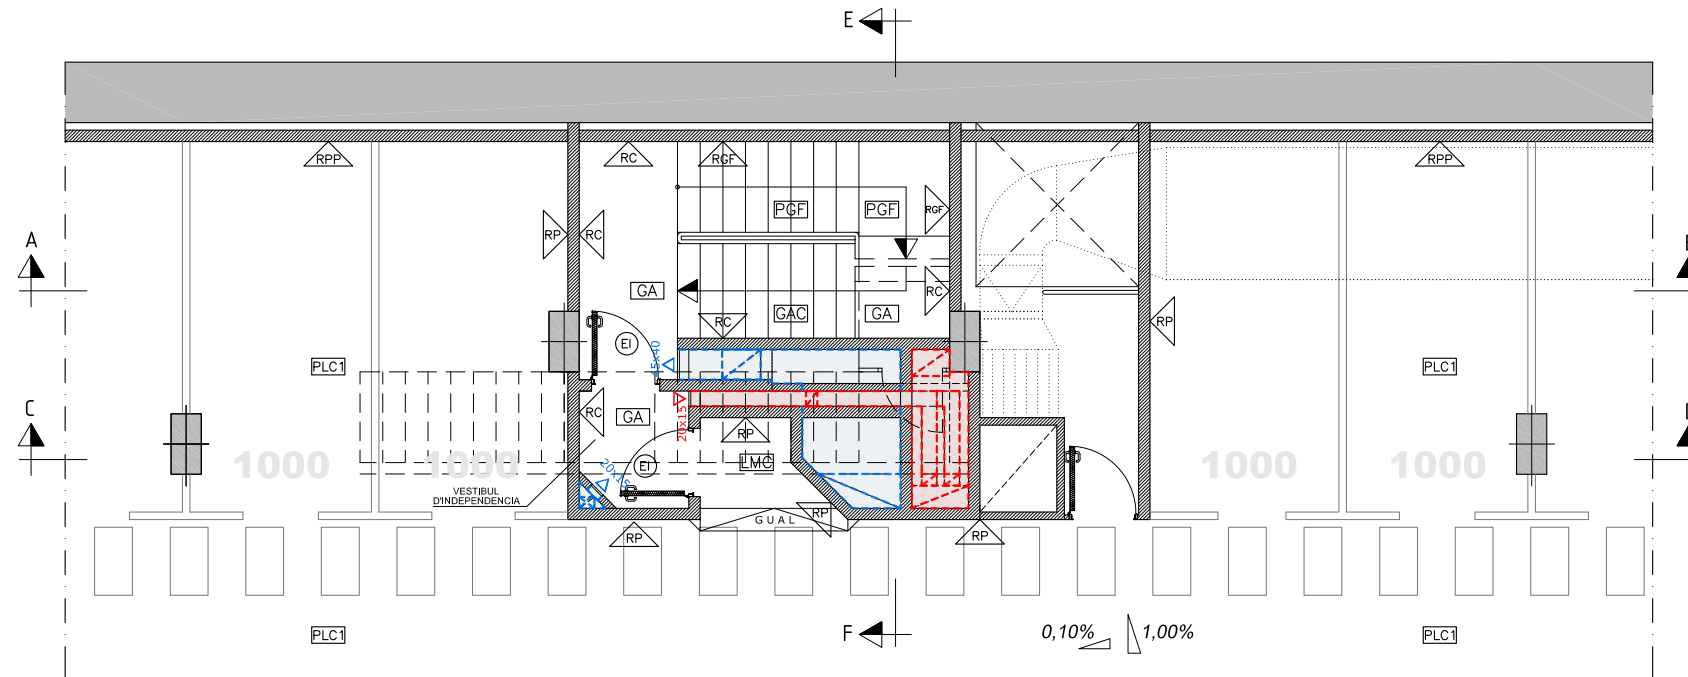 E
RPP
RC
RGF
RPP
PGF
PGF
RGF
RP
RC
A
GA
RC
GAC
GA
RC
RP
EI
15x40
PLC1
PLC1
C
RC
GA
20x15
RP
1000
1000
EI
20x15
LMC
1000
1000
VESTIBUL
D'INDEPENDENCIA
GUAL
RP
RP
RP
PLC1
F
0,10%
1,00%
PLC1